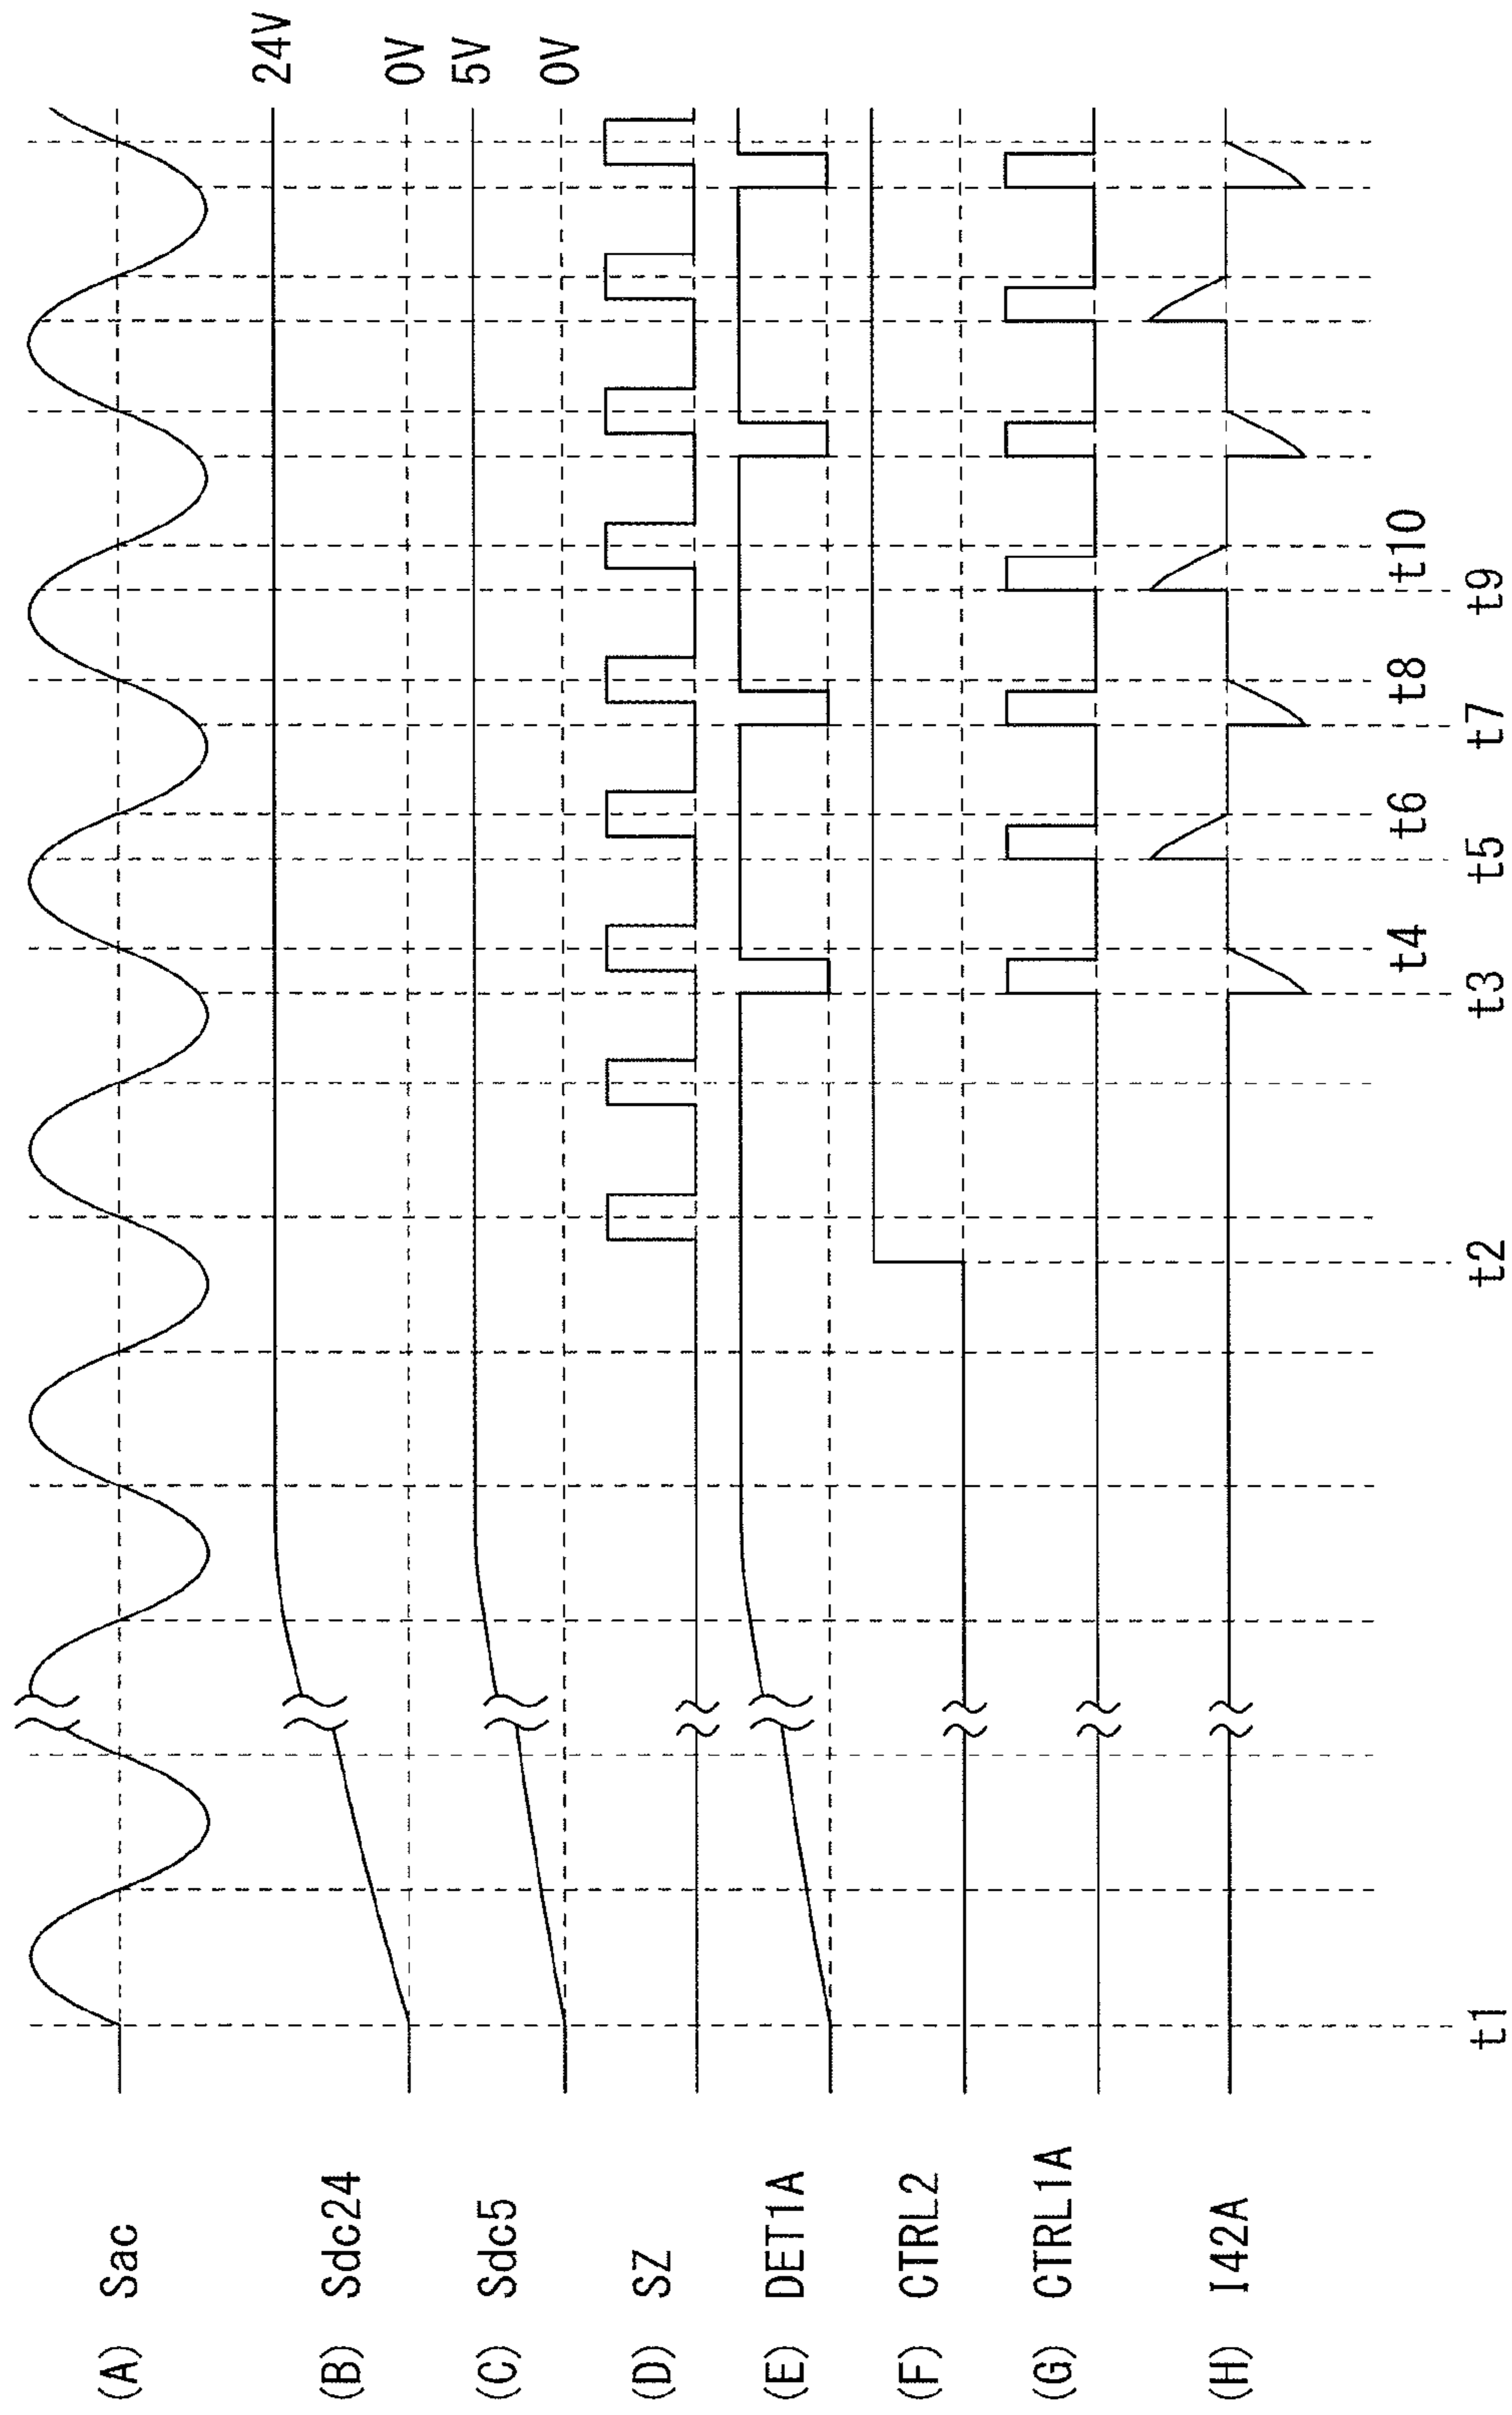 (A) Sac
(B) Sdc24
24V
0V
(C) Sdc5
5V
0V
(D) SZ
(E) DET1A
(F) CTRL2
(G) CTRL1A
(H) I42A
t1
t2
t3
t4
t5
t6
t7
t8
t9
t10